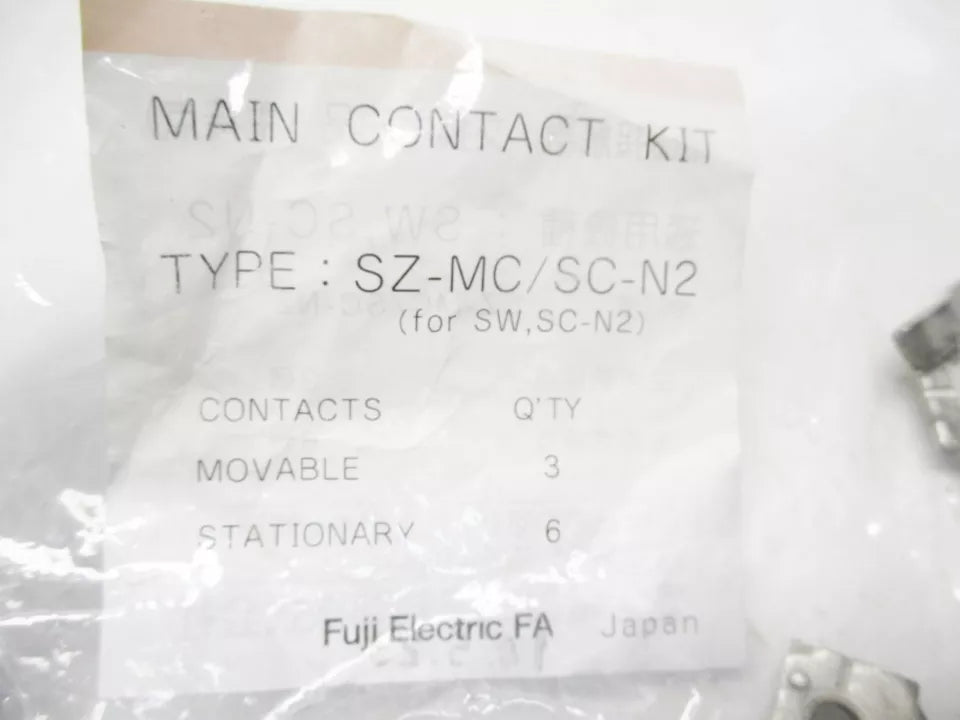 MAIN CONTACT KIT
TYPE : SZ-MC/SC-N2
(for SW,SC-N2)
CONTACTS Q'TY
MOVABLE 3
STATIONARY 6
Fuji Electric FA Japan